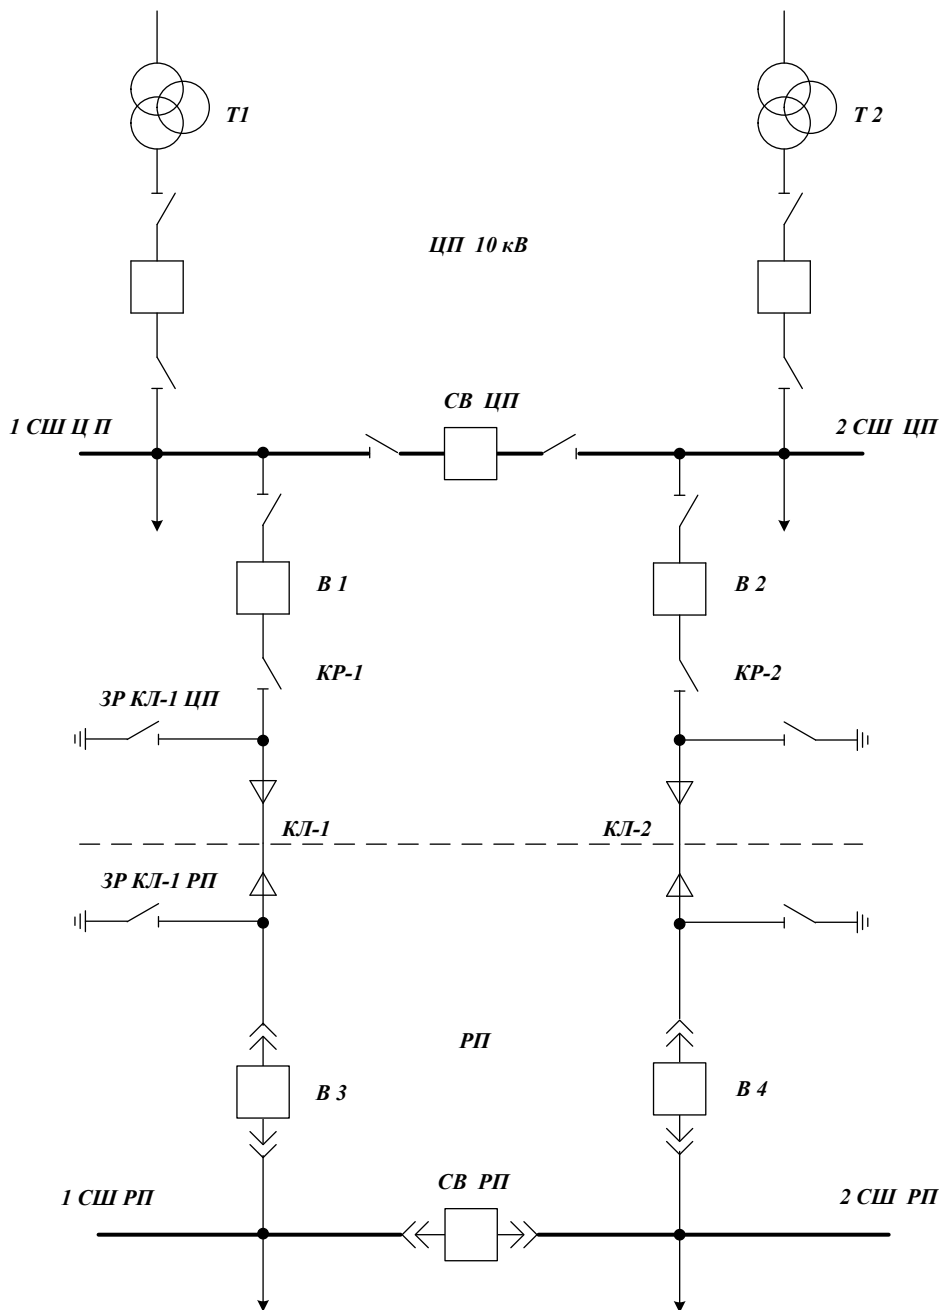 Т1
Т 2
ЦП 10 кВ
СВ ЦП
1 СШ Ц П
2 СШ ЦП
В 1
В 2
КР-1
КР-2
ЗР КЛ-1 ЦП
КЛ-1
КЛ-2
ЗР КЛ-1 РП
РП
В 3
В 4
СВ РП
1 СШ РП
2 СШ РП